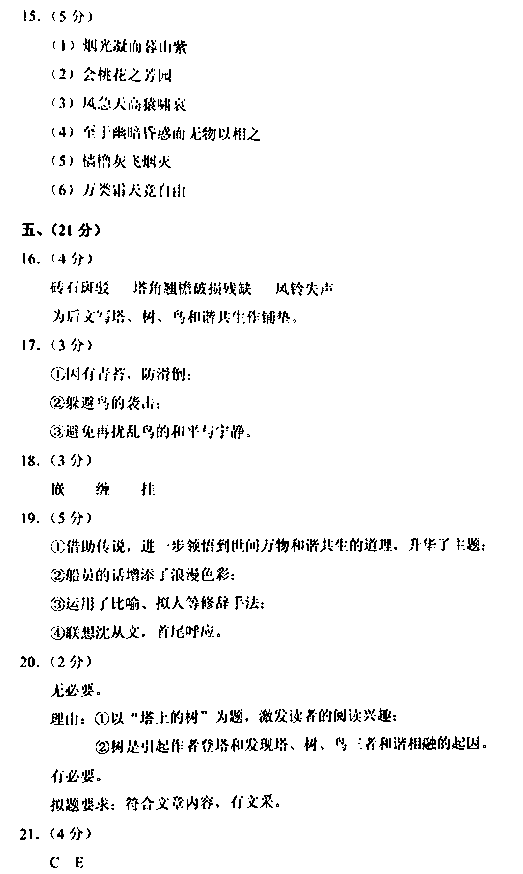 15.（5 分）
（1）烟光凝而暮山紫
（2）会桃花之芳园
（3）风急天高猿啸哀
（4）至于幽暗昏惑而无物以相之
（5）樯橹灰飞烟灭
（6）万类霜天竞自由
五、（21 分）
16.（4 分）
砖石斑驳 塔角翘檐破损残缺 风铃失声
为后文写塔、树、鸟和谐共生作铺垫。
17.（3 分）
①因有青苔，防滑倒；
②躲避鸟的袭击；
③避免再扰乱鸟的和平与宁静。
18.（3 分）
嵌 缠 挂
19.（5 分）
①借助传说，进一步领悟到世间万物和谐共生的道理，升华了主题；
②船员的话增添了浪漫色彩；
③运用了比喻、拟人等修辞手法；
④联想沈从文，首尾呼应。
20.（2 分）
无必要。
理由：①以“塔上的树”为题，激发读者的阅读兴趣；
②树是引起作者登塔和发现塔、树、鸟三者和谐相融的起因。
有必要。
拟题要求：符合文章内容，有文采。
21.（4 分）
C E